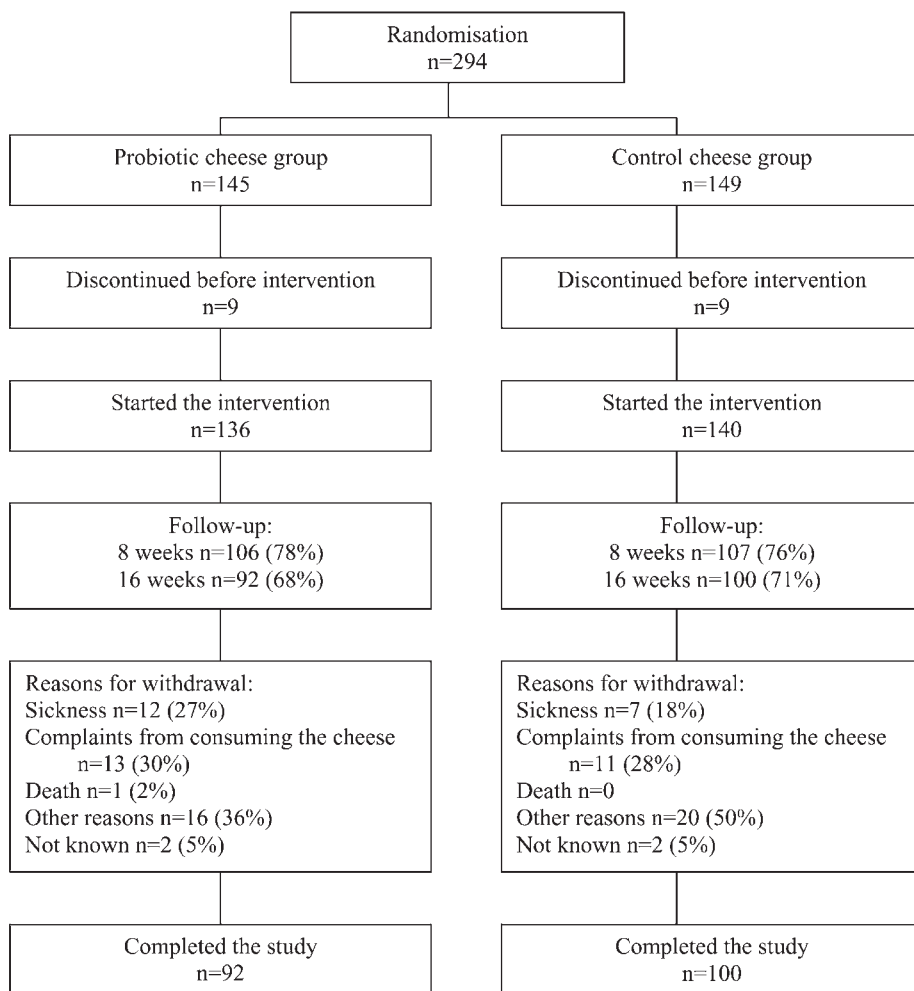 Randomisation
n=294
Probiotic cheese group
n=145
Control cheese group
n=149
Discontinued before intervention
n=9
Discontinued before intervention
n=9
Started the intervention
n=136
Started the intervention
n=140
Follow-up:
8 weeks n=106 (78%)
16 weeks n=92 (68%)
Follow-up:
8 weeks n=107 (76%)
16 weeks n=100 (71%)
Reasons for withdrawal:
Sickness n=12 (27%)
Complaints from consuming the cheese
n=13 (30%)
Death n=1 (2%)
Other reasons n=16 (36%)
Not known n=2 (5%)
Reasons for withdrawal:
Sickness n=7 (18%)
Complaints from consuming the cheese
n=11 (28%)
Death n=0
Other reasons n=20 (50%)
Not known n=2 (5%)
Completed the study
n=92
Completed the study
n=100